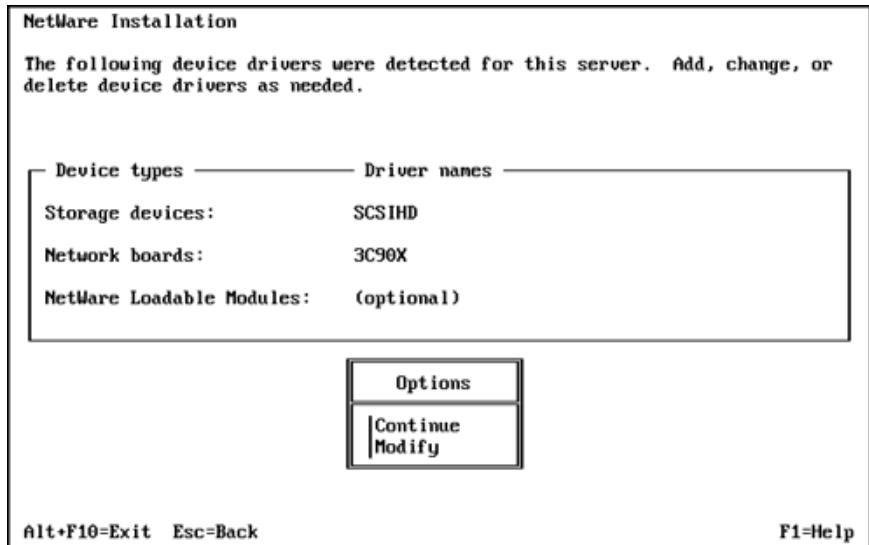 NetWare Installation
The following device drivers were detected for this server.  Add, change, or
delete device drivers as needed.
Device types Driver names
Storage devices: SCSIHD
Network boards: 3C90X
NetWare Loadable Modules: (optional)
Options
Continue
Modify
Alt+F10=Exit  Esc=Back F1=Help